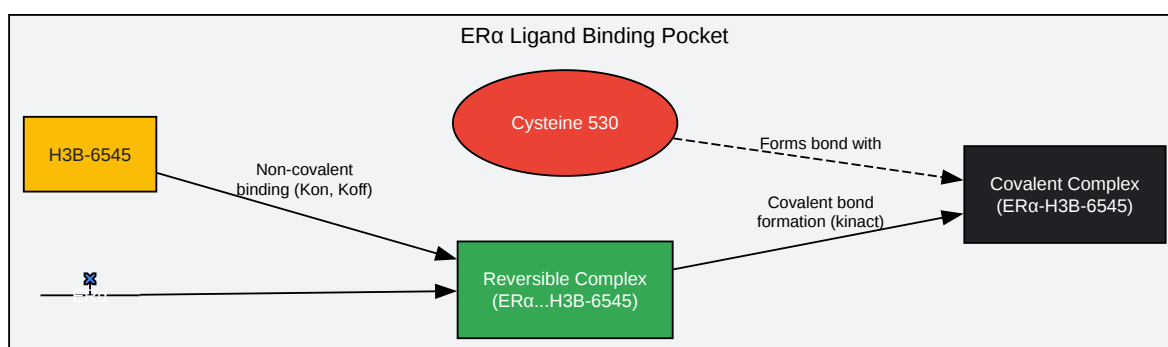 ERα Ligand Binding Pocket
Cysteine 530
H3B-6545
Forms bond with
Non-covalent
binding (Kon, Koff)
Covalent Complex
(ERα-H3B-6545)
Covalent bond
formation (kinact)
Reversible Complex
(ERα...H3B-6545)
ERα